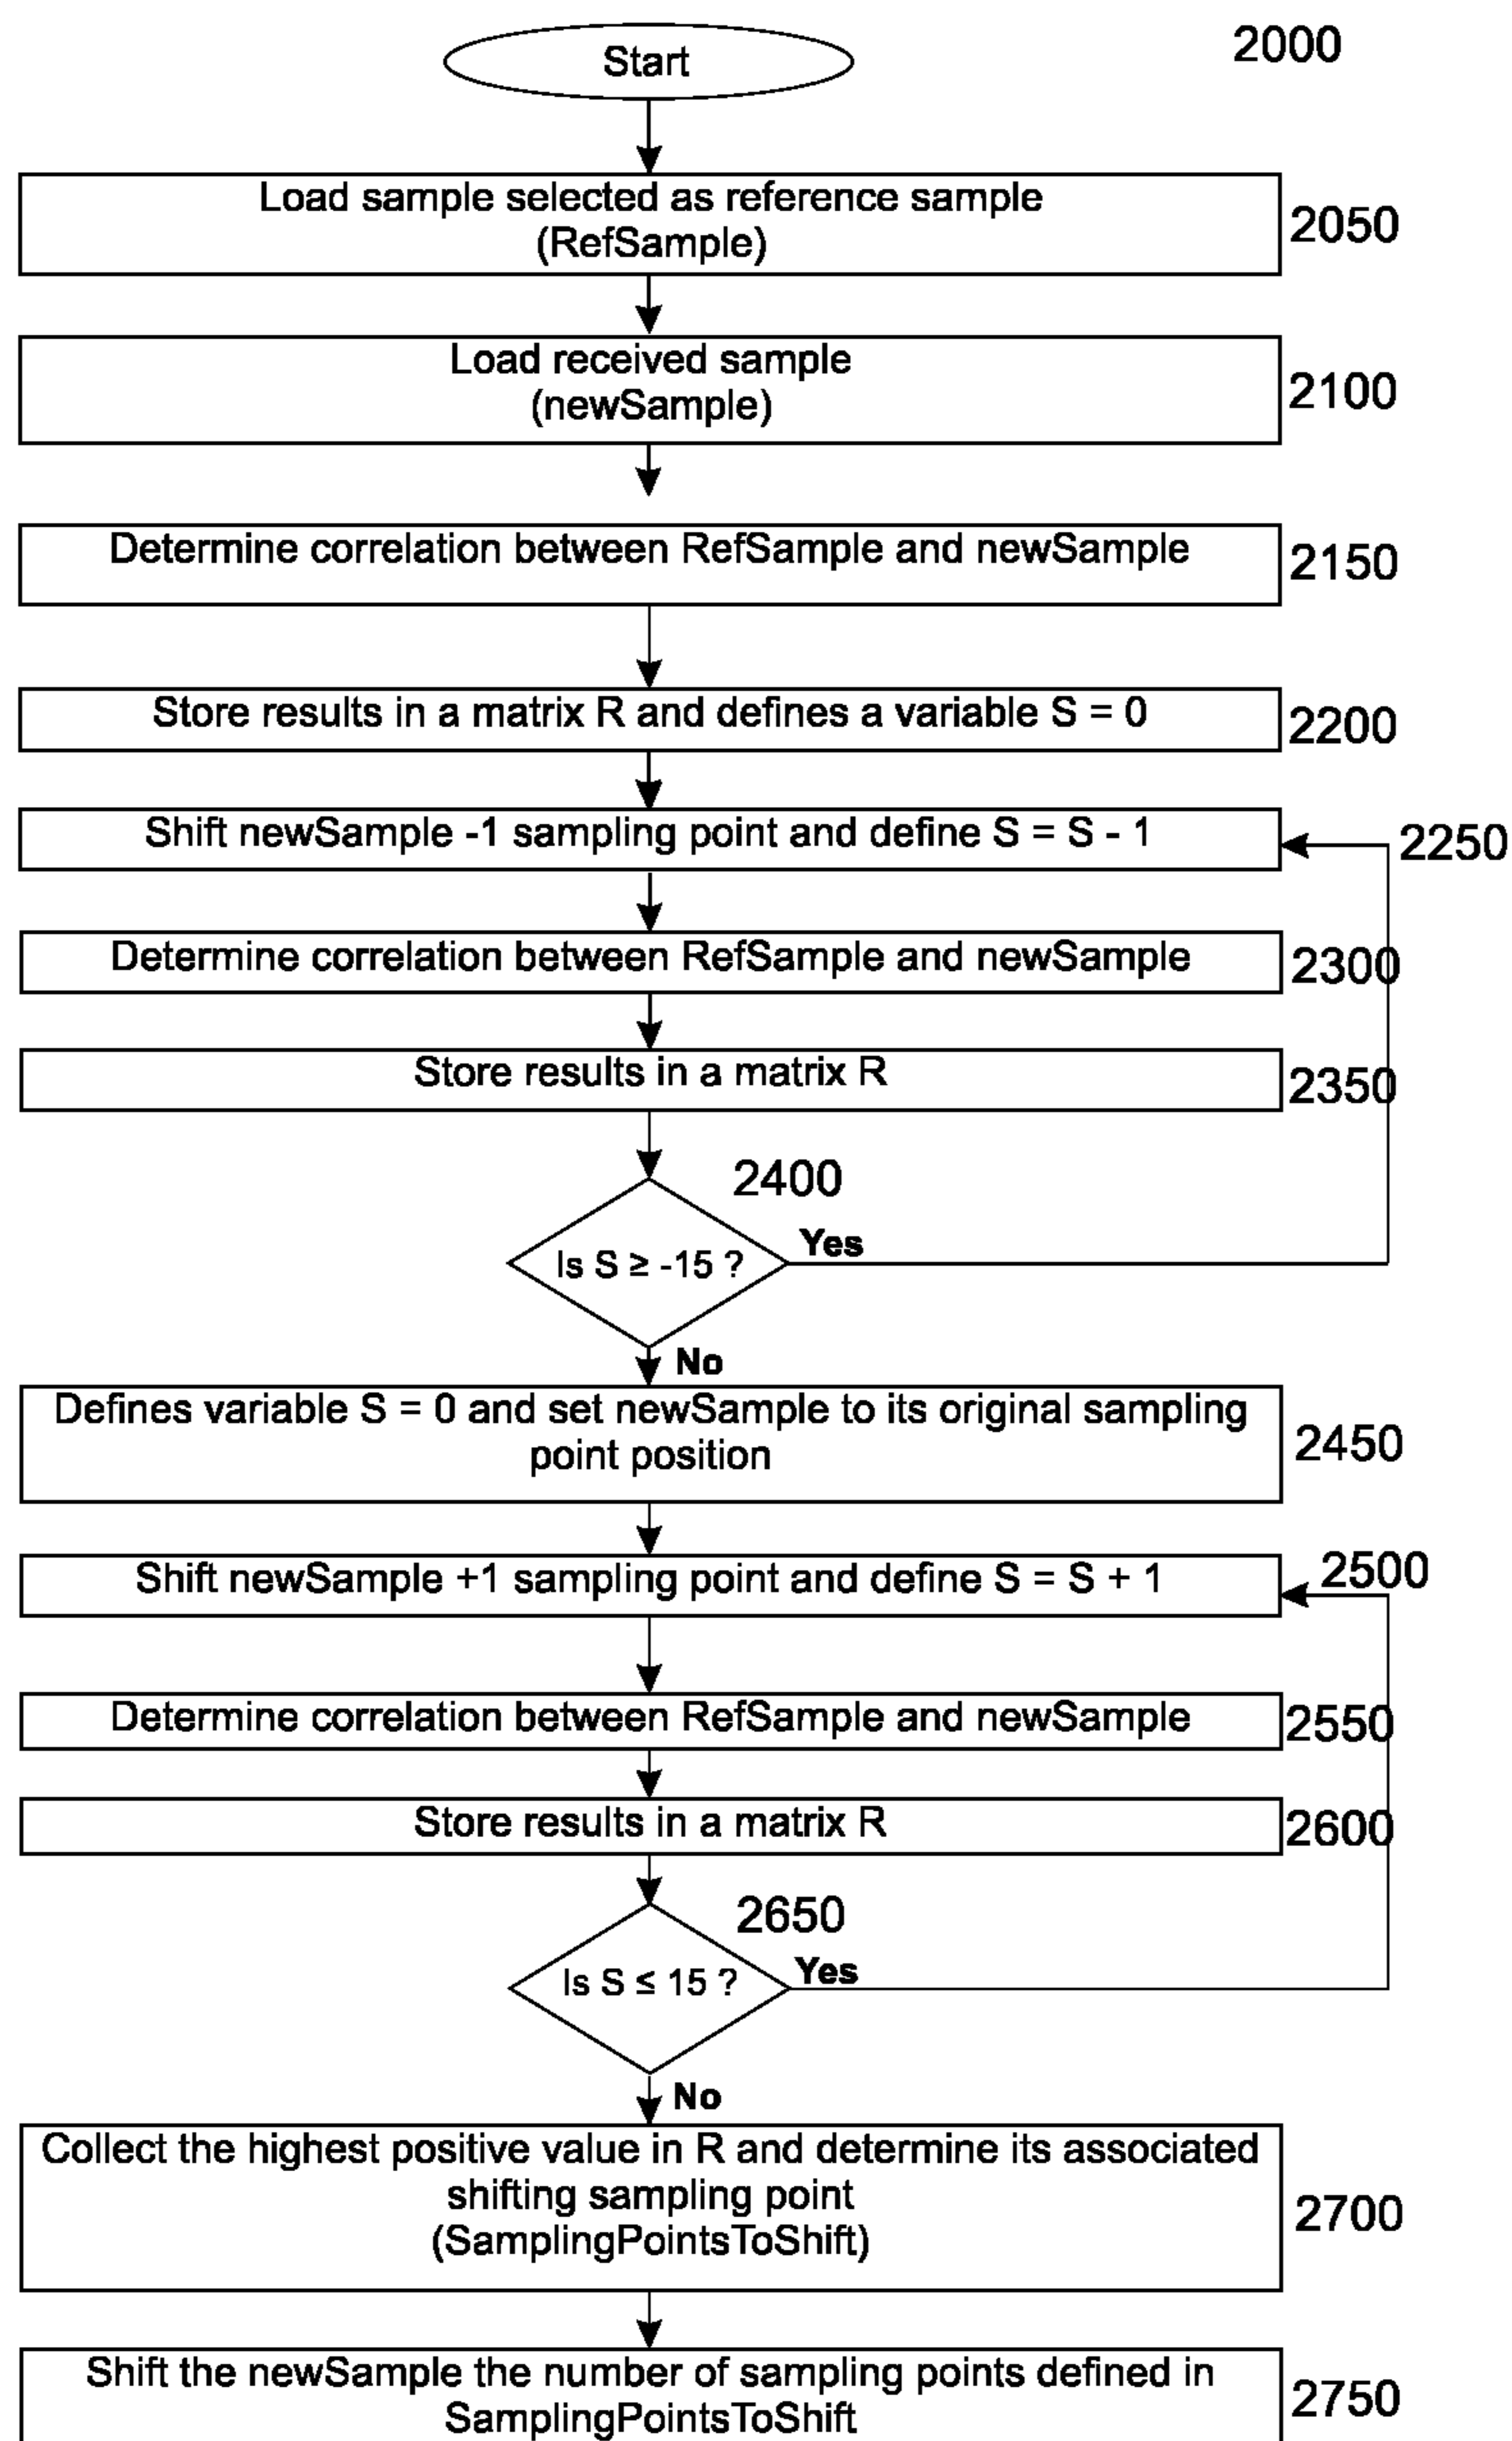 2000
Start
Load sample selected as reference sample
(RefSample)
2050
Load received sample
(newSample)
2100
Determine correlation between RefSample and newSample
2150
Store results in a matrix R and defines a variable S = 0
2200
Shift newSample -1 sampling point and define S = S - 1
2250
Determine correlation between RefSample and newSample
2300
Store results in a matrix R
2350
2400
Is S ≥ -15 ?
Yes
No
Defines variable S = 0 and set newSample to its original sampling
point position
2450
Shift newSample +1 sampling point and define S = S + 1
2500
Determine correlation between RefSample and newSample
2550
Store results in a matrix R
2600
2650
Is S ≤ 15 ?
Yes
No
Collect the highest positive value in R and determine its associated
shifting sampling point
(SamplingPointsToShift)
2700
Shift the newSample the number of sampling points defined in
SamplingPointsToShift
2750